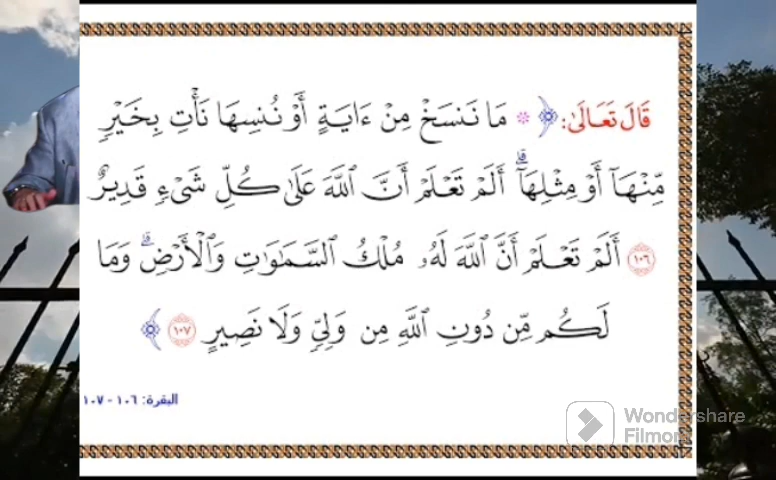 قَالَ تَعَالَىٰ: ﴿ ۞ مَا نَنسَخْ مِنْ ءَايَةٍ أَوْ نُنسِهَا نَأْتِ بِخَيْرٍ
مِّنْهَآ أَوْ مِثْلِهَآۗ أَلَمْ تَعْلَمْ أَنَّ ٱللَّهَ عَلَىٰ كُلِّ شَىْءٍ قَدِيرٌ
١٠٦ أَلَمْ تَعْلَمْ أَنَّ ٱللَّهَ لَهُۥ مُلْكُ ٱلسَّمَٰوَٰتِ وَٱلْأَرْضِۗ وَمَا
لَكُم مِّن دُونِ ٱللَّهِ مِن وَلِىٍّ وَلَا نَصِيرٍ ١٠٧ ﴾
البقرة: ١٠٦ - ١٠٧
Wondershare
Filmora